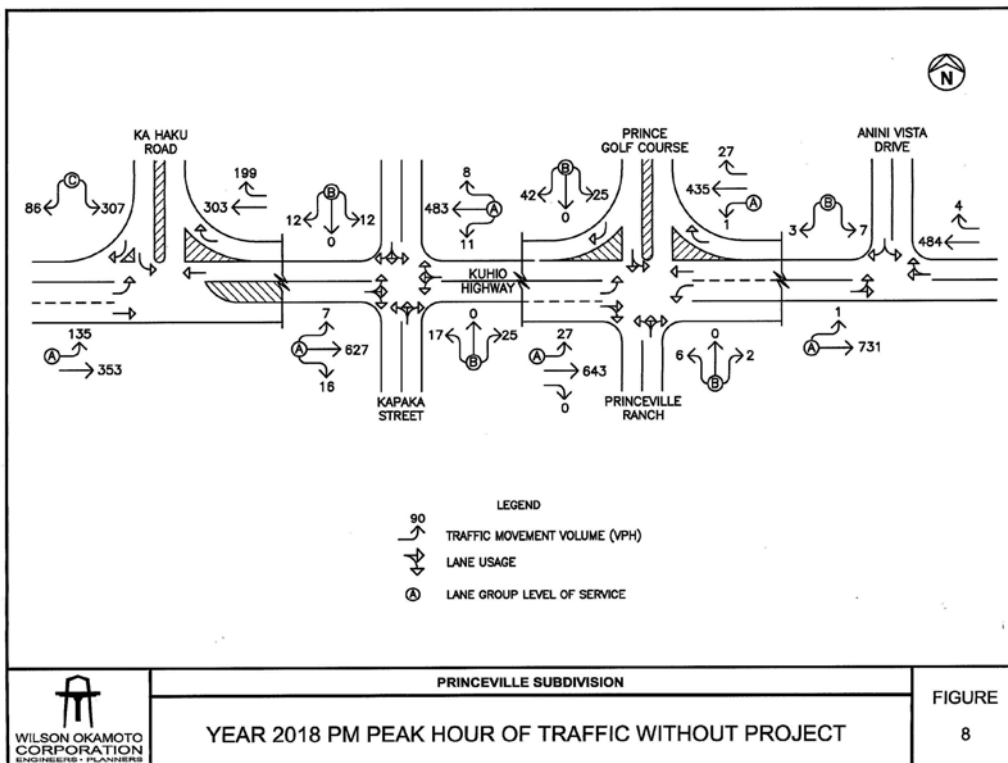 N
KA HAKU
ROAD
PRINCE
GOLF COURSE
ANINI VISTA
DRIVE
C
86
307
199
303
B
12
12
0
8
483
A
11
B
42
25
0
27
435
A
1
B
3
7
4
484
KUHIO
HIGHWAY
135
A
353
7
A
627
16
0
17
25
B
27
A
643
0
0
6
2
B
1
A
731
KAPAKA
STREET
PRINCEVILLE
RANCH
LEGEND
90
TRAFFIC MOVEMENT VOLUME (VPH)
LANE USAGE
A
LANE GROUP LEVEL OF SERVICE
WILSON OKAMOTO
CORPORATION
ENGINEERS • PLANNERS
PRINCEVILLE SUBDIVISION
YEAR 2018 PM PEAK HOUR OF TRAFFIC WITHOUT PROJECT
FIGURE
8